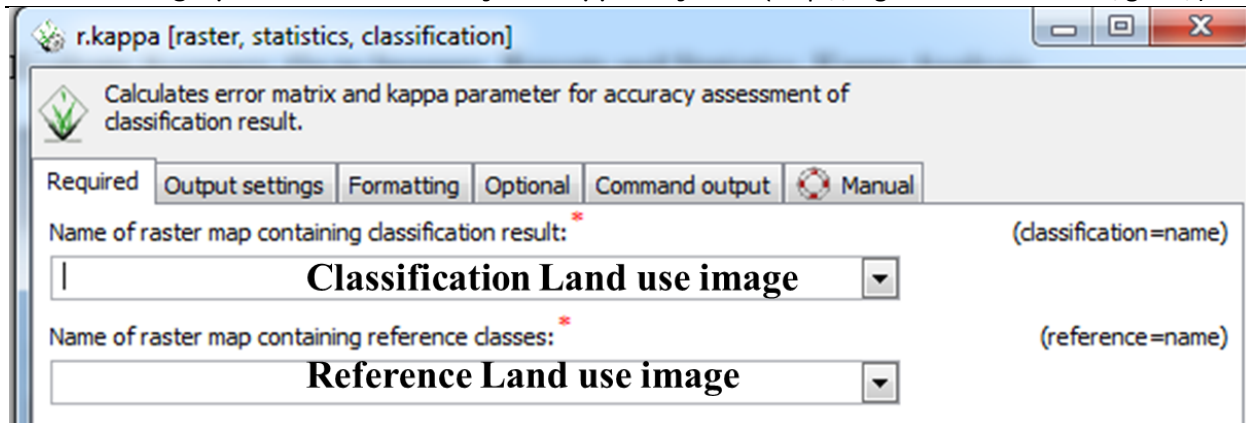 r.kappa [raster, statistics, classification]
Calculates error matrix and kappa parameter for accuracy assessment of
classification result.
Required Output settings Formatting Optional Command output Manual
Name of raster map containing classification result:* (classification=name)
Classification Land use image
Name of raster map containing reference classes:* (reference=name)
Reference Land use image